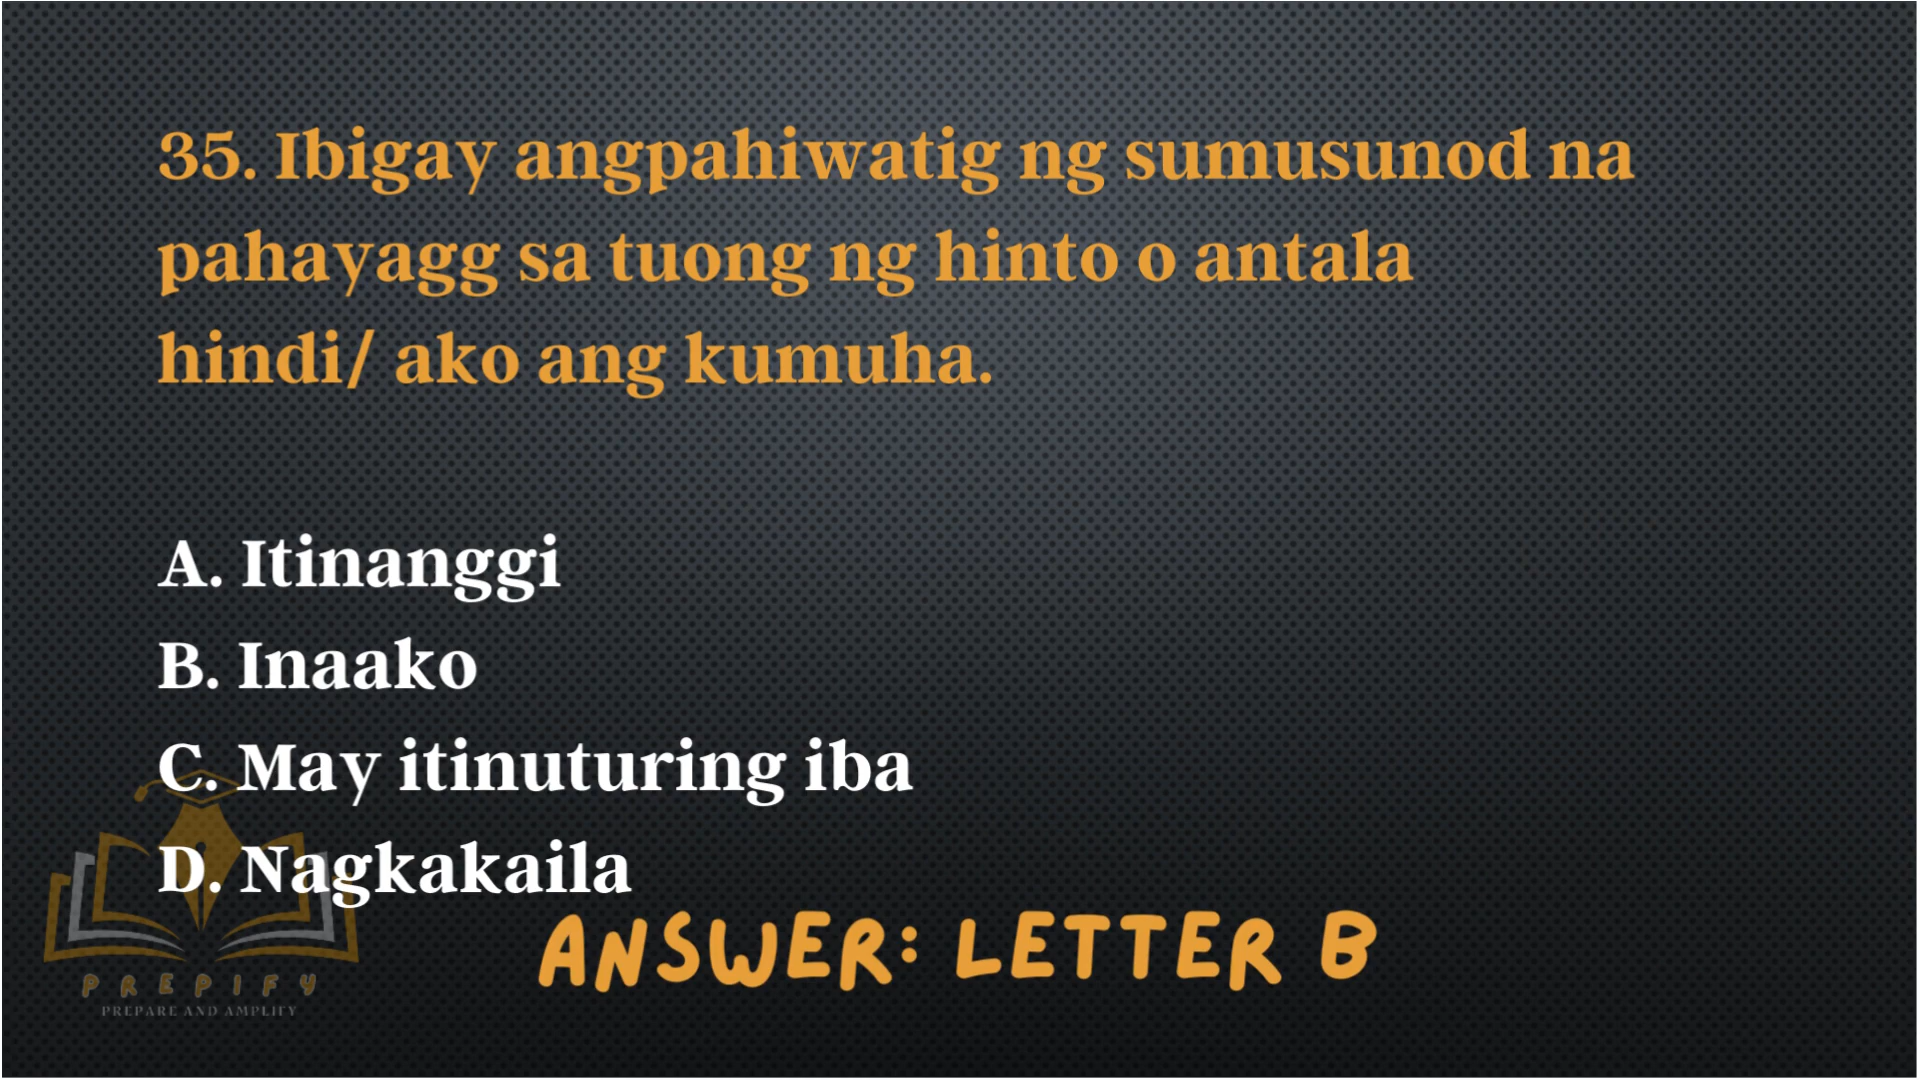 35. Ibigay angpahiwatig ng sumusunod na
pahayagg sa tuong ng hinto o antala
hindi/ ako ang kumuha.
A. Itinanggi
B. Inaako
C. May itinuturing iba
D. Nagkakaila
ANSWER: LETTER B
PREPIFY
PREPARE AND AMPLIFY